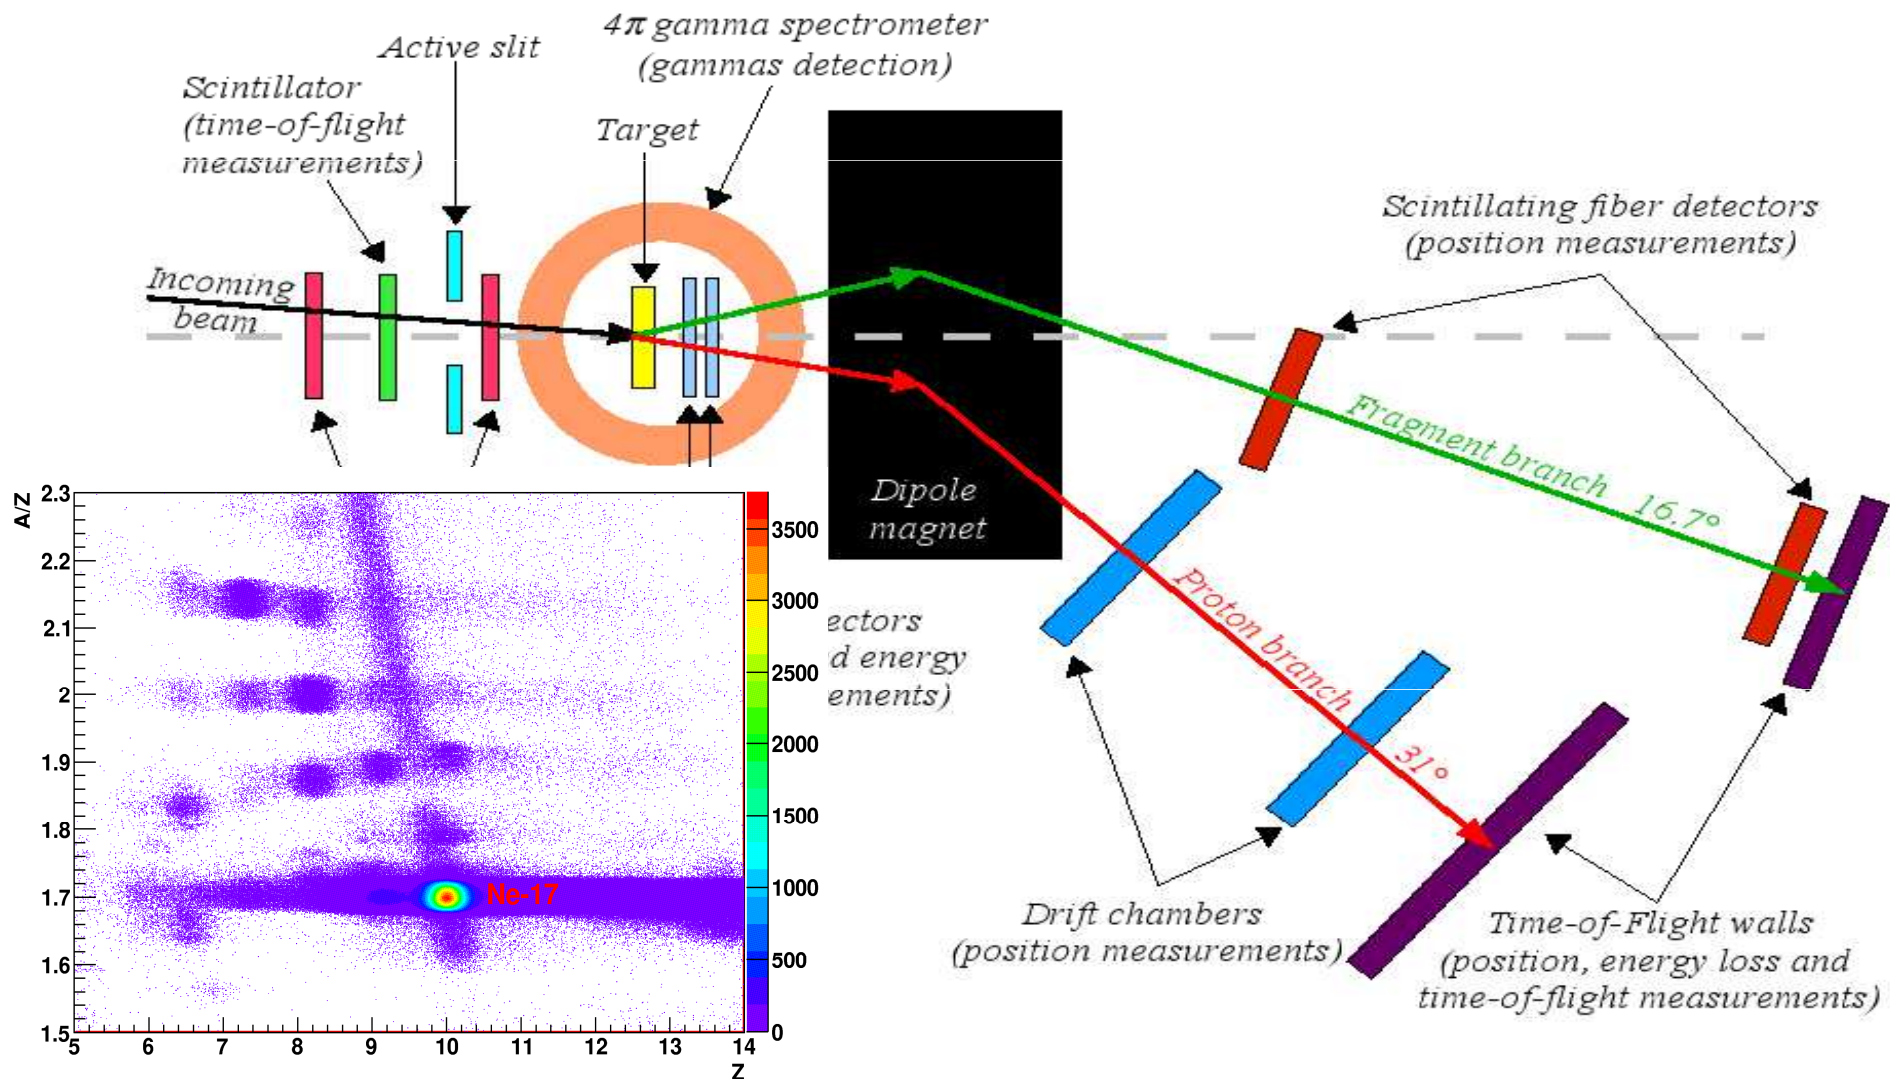 4π gamma spectrometer
(gammas detection)
Active slit
Scintillator
(time-of-flight
measurements)
Target
Incoming
beam
Scintillating fiber detectors
(position measurements)
Fragment branch 16.7°
Dipole
magnet
Proton branch 31°
ectors
d energy
ements)
Drift chambers
(position measurements)
Time-of-Flight walls
(position, energy loss and
time-of-flight measurements)
A/Z
2.3
2.2
2.1
2
1.9
1.8
1.7
1.6
1.5
Ne-17
5 6 7 8 9 10 11 12 13 14
Z
3500
3000
2500
2000
1500
1000
500
0